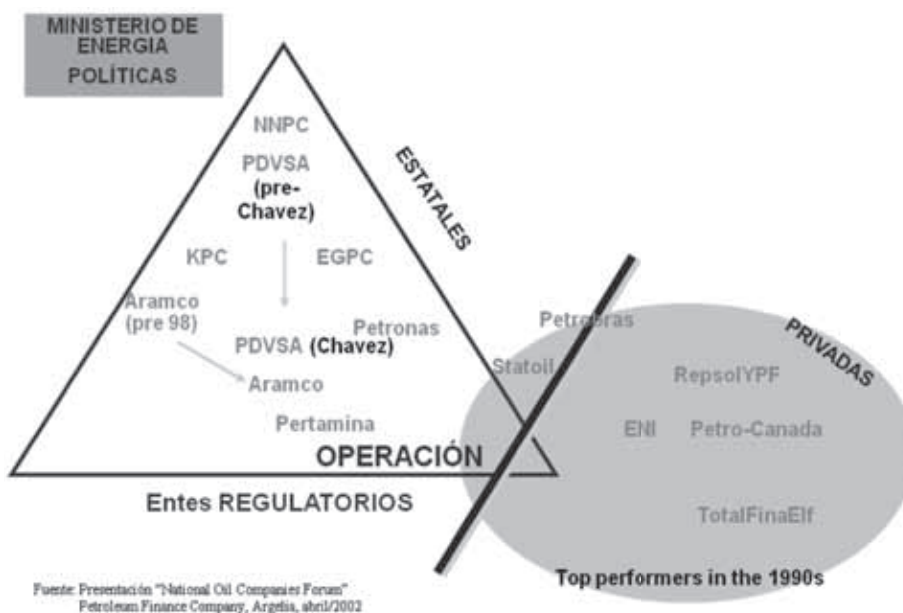 MINISTERIO DE
ENERGIA
POLÍTICAS
NNPC
PDVSA
(pre-
Chavez)
ESTATALES
KPC
EGPC
Aramco
(pre 98)
Petronas
PDVSA (Chavez)
Aramco
Pertamina
OPERACIÓN
Entes REGULATORIOS
Petrobras
Statoil
PRIVADAS
RepsolYPF
ENI
Petro-Canada
TotalFinaElf
Top performers in the 1990s
Fuente: Presentación "National Oil Companies Forum"
Petroleum Finance Company, Argelia, abril/2002